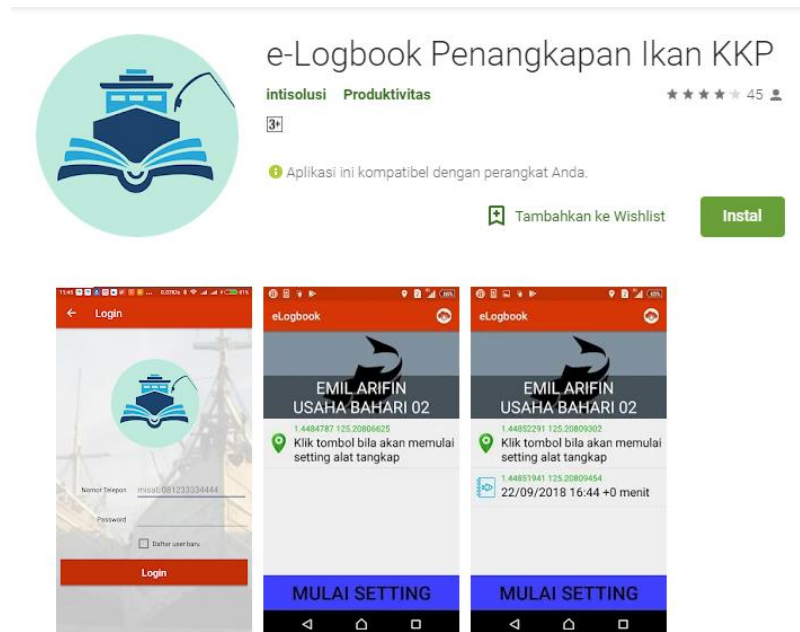 e-Logbook Penangkapan Ikan KKP
intisolusi Produktivitas
45
3+
Aplikasi ini kompatibel dengan perangkat Anda.
Tambahkan ke Wishlist
Instal
11:45
41%
Login
Nomor Telepon
misal: 081233334444
Password
Daftar user baru
Login
66%
eLogbook
EMIL ARIFIN
USAHA BAHARI 02
1.4484787 125.20806625
Klik tombol bila akan memulai
setting alat tangkap
MULAI SETTING
eLogbook
EMIL ARIFIN
USAHA BAHARI 02
1.44852291 125.20809302
Klik tombol bila akan memulai
setting alat tangkap
1.44851941 125.20809454
22/09/2018 16:44 +0 menit
MULAI SETTING